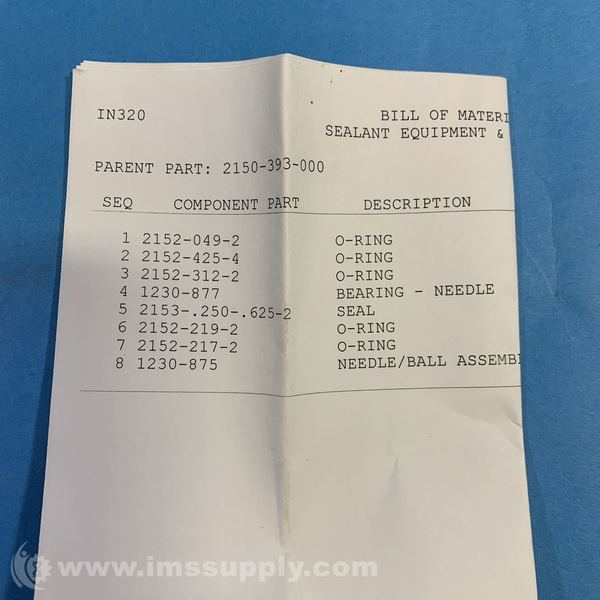 IN320 BILL OF MATERI
SEALANT EQUIPMENT &
PARENT PART: 2150-393-000
SEQ COMPONENT PART DESCRIPTION
1 2152-049-2 O-RING
2 2152-425-4 O-RING
3 2152-312-2 O-RING
4 1230-877 BEARING - NEEDLE
5 2153-.250-.625-2 SEAL
6 2152-219-2 O-RING
7 2152-217-2 O-RING
8 1230-875 NEEDLE/BALL ASSEMB
www.imssupply.com